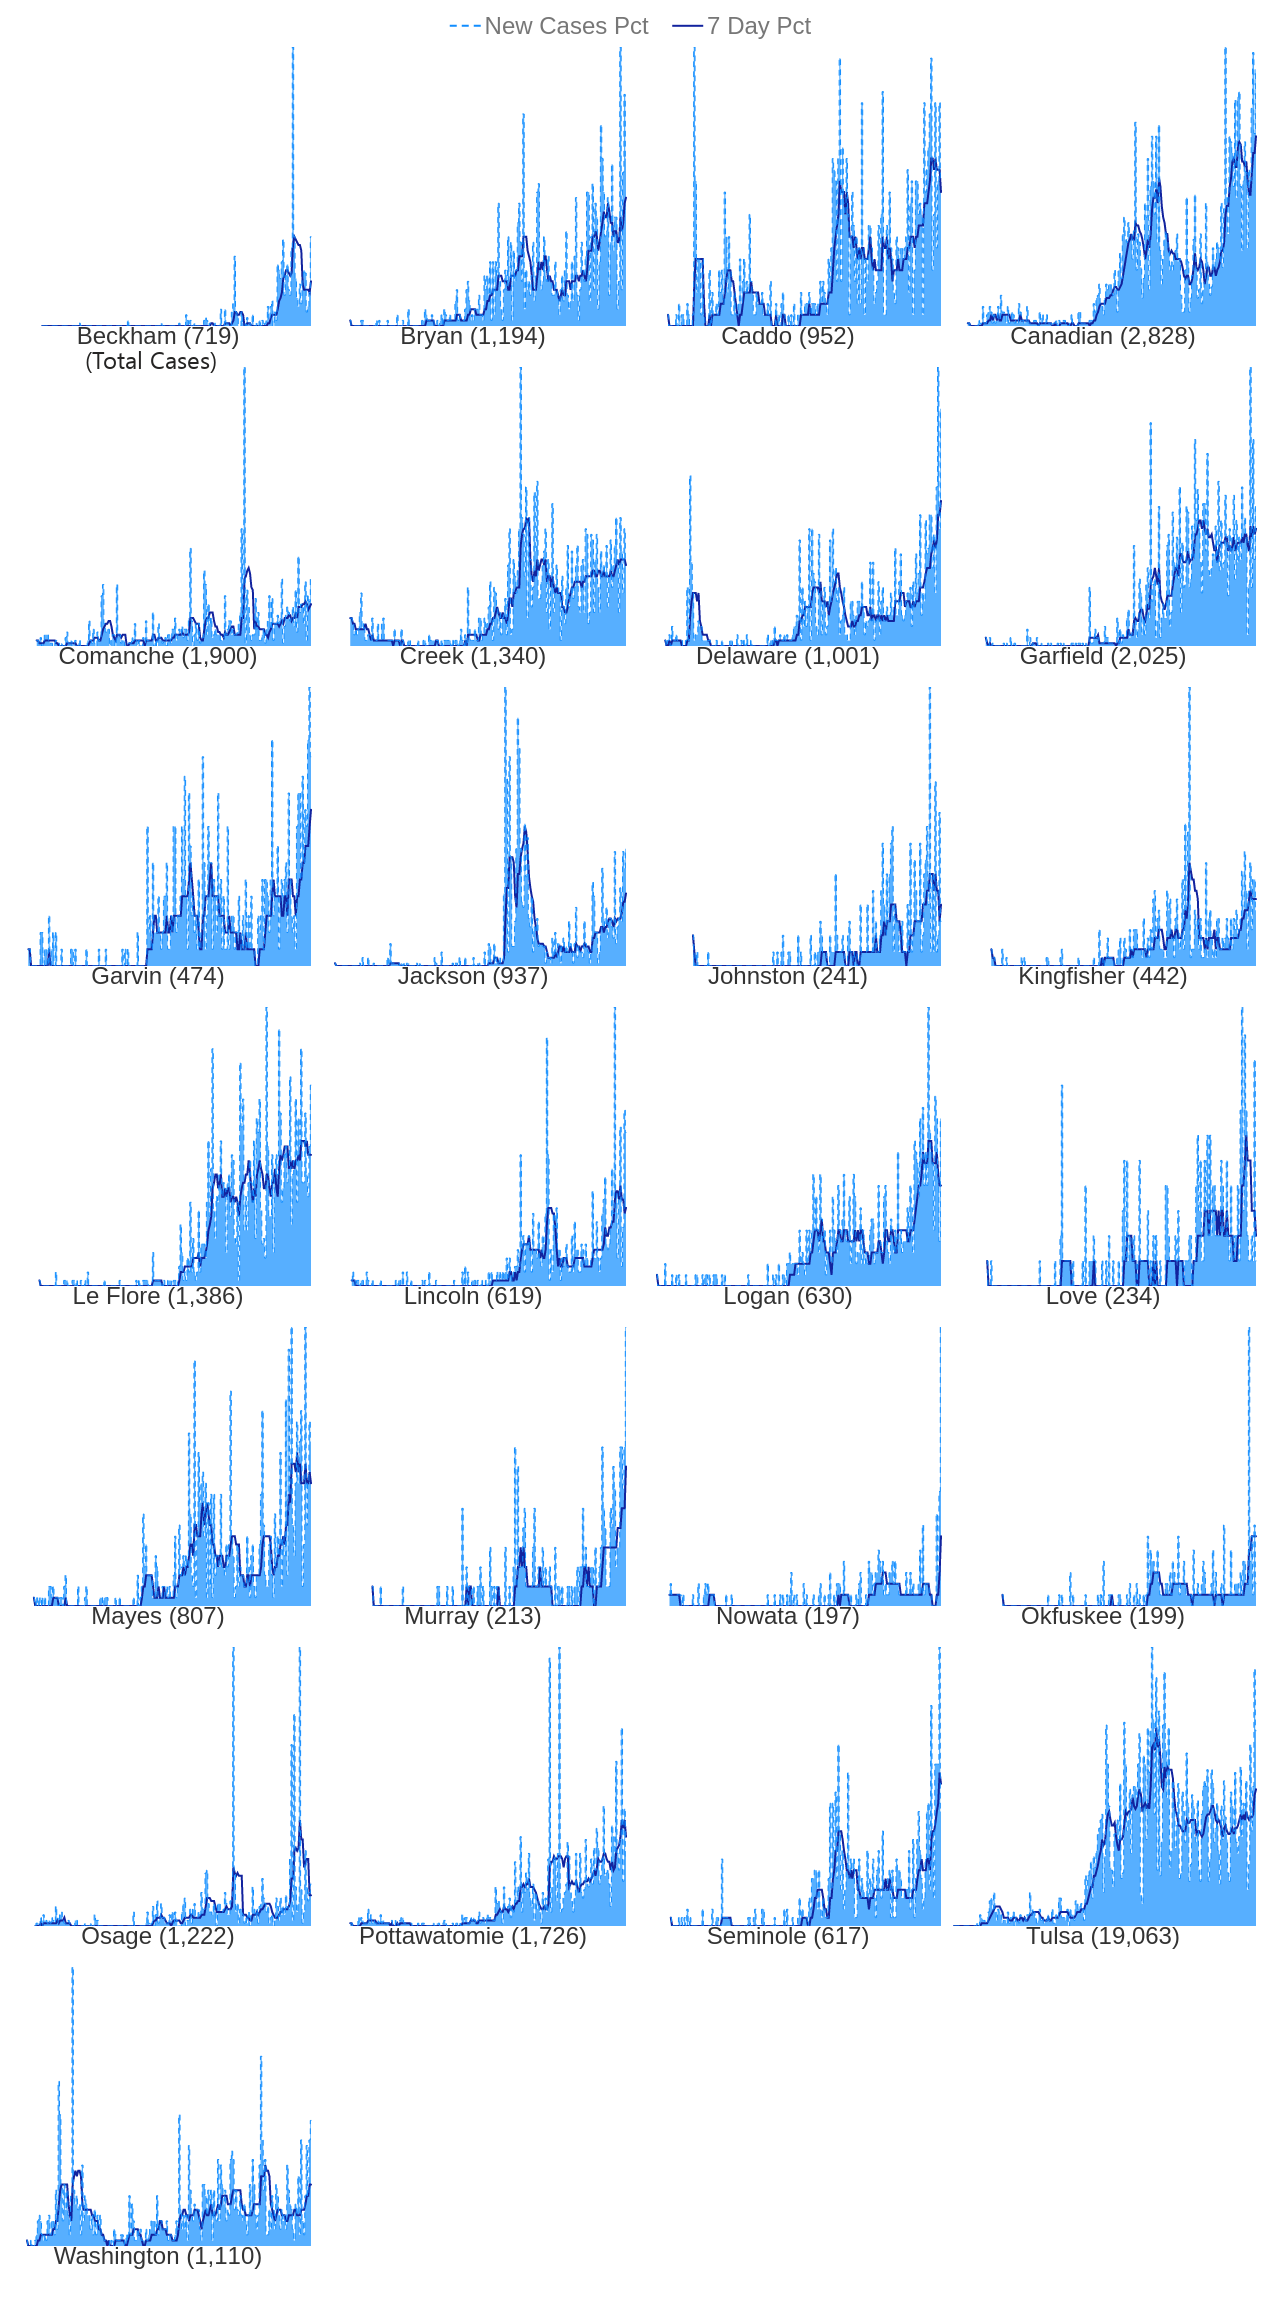 New Cases Pct 7 Day Pct
Beckham (719) Bryan (1,194) Caddo (952) Canadian (2,828)
(Total Cases)
Comanche (1,900) Creek (1,340) Delaware (1,001) Garfield (2,025)
Garvin (474) Jackson (937) Johnston (241) Kingfisher (442)
Le Flore (1,386) Lincoln (619) Logan (630) Love (234)
Mayes (807) Murray (213) Nowata (197) Okfuskee (199)
Osage (1,222) Pottawatomie (1,726) Seminole (617) Tulsa (19,063)
Washington (1,110)